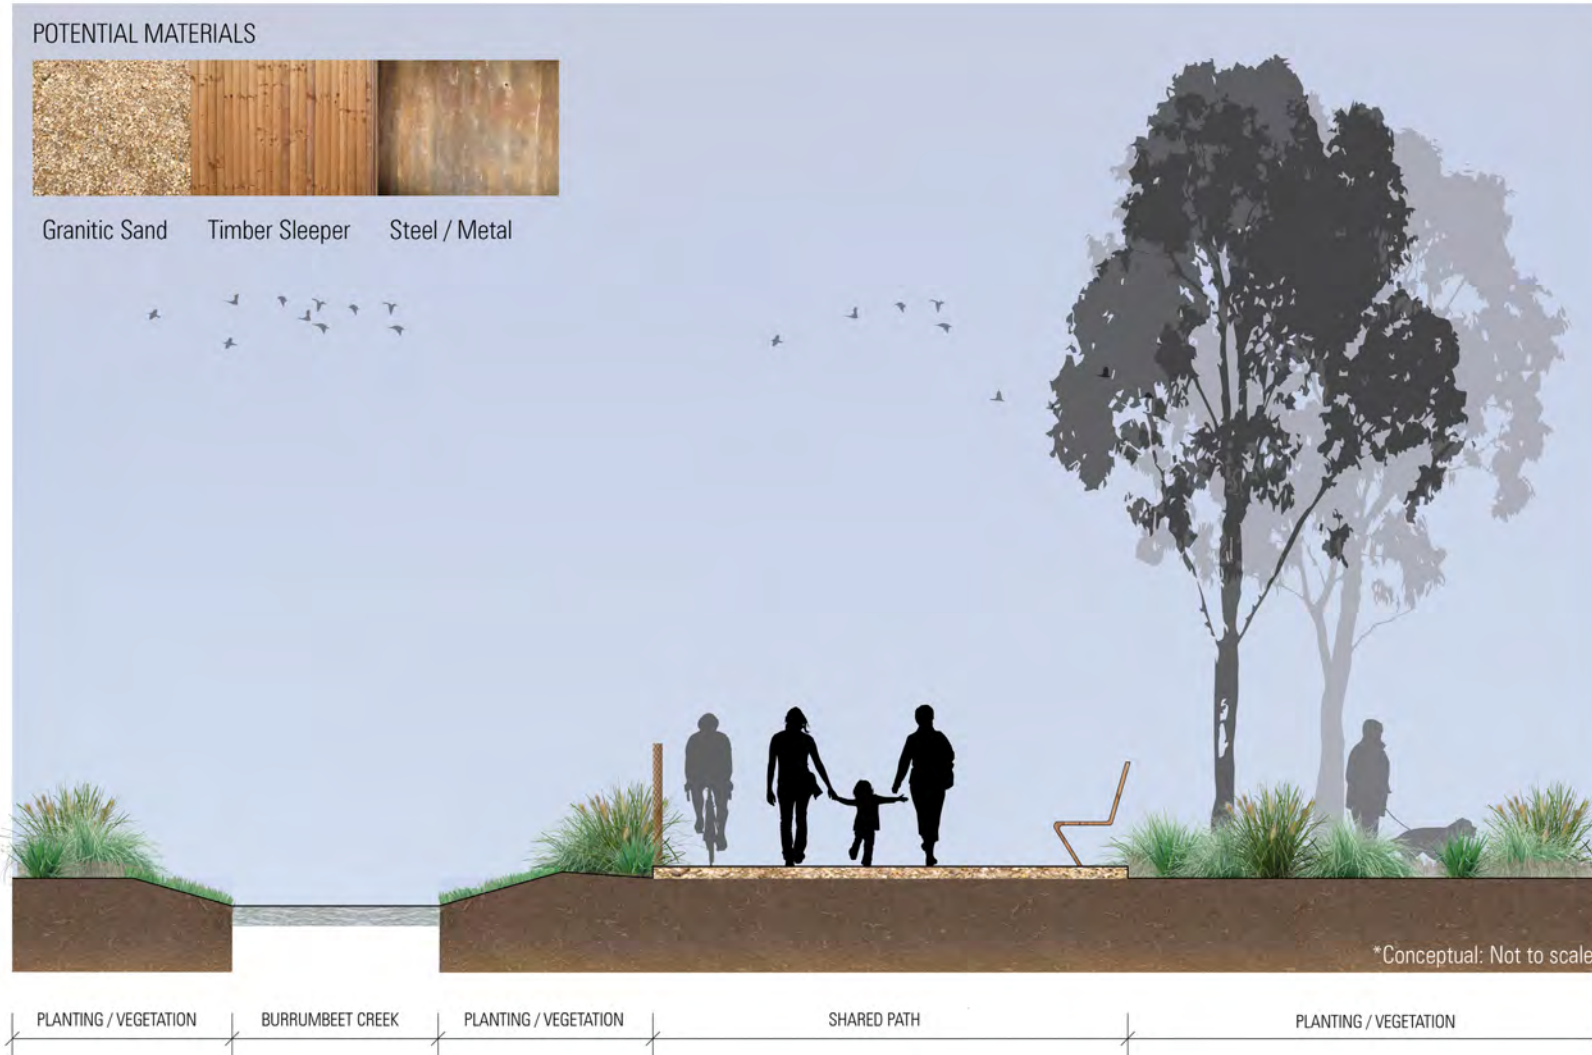 POTENTIAL MATERIALS
Granitic Sand
Timber Sleeper
Steel / Metal
*Conceptual: Not to scale
PLANTING / VEGETATION
BURRUMBEET CREEK
PLANTING / VEGETATION
SHARED PATH
PLANTING / VEGETATION